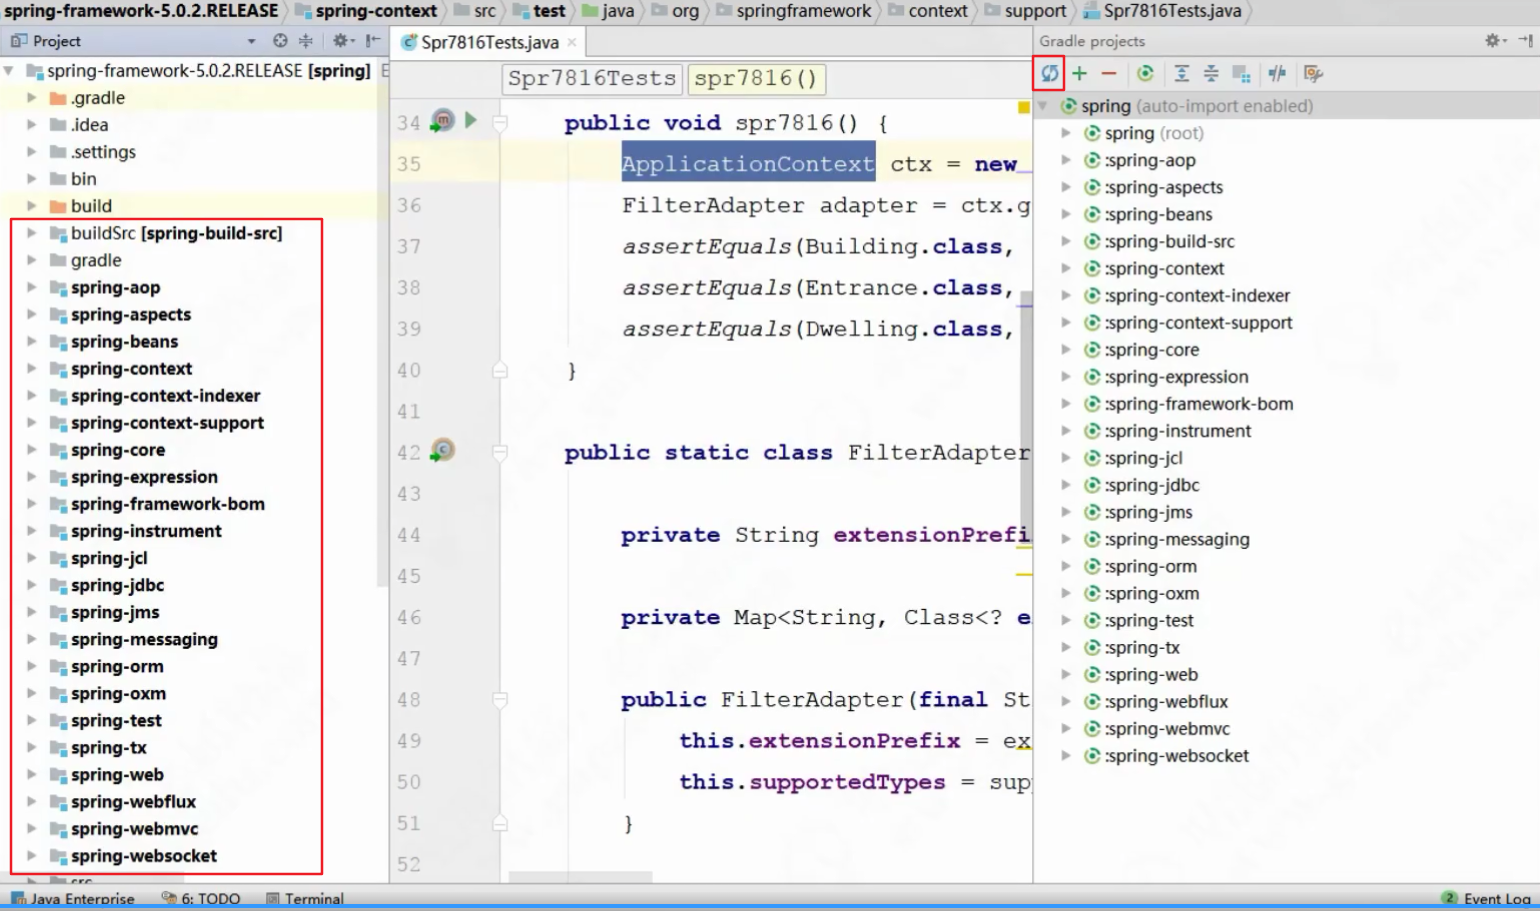 spring-framework-5.0.2.RELEASE spring-context src test java org springframework context support Spr7816Tests.java
Project
spring-framework-5.0.2.RELEASE [spring]
.gradle
.idea
.settings
bin
build
buildSrc [spring-build-src]
gradle
spring-aop
spring-aspects
spring-beans
spring-context
spring-context-indexer
spring-context-support
spring-core
spring-expression
spring-framework-bom
spring-instrument
spring-jcl
spring-jdbc
spring-jms
spring-messaging
spring-orm
spring-oxm
spring-test
spring-tx
spring-web
spring-webflux
spring-webmvc
spring-websocket
src
Spr7816Tests.java
Spr7816Tests spr7816()
34 public void spr7816() {
35 ApplicationContext ctx = new
36 FilterAdapter adapter = ctx.g
37 assertEquals(Building.class,
38 assertEquals(Entrance.class,
39 assertEquals(Dwelling.class,
40 }
41
42 public static class FilterAdapter
43
44 private String extensionPrefi
45
46 private Map<String, Class<? e
47
48 public FilterAdapter(final St
49 this.extensionPrefix = ex
50 this.supportedTypes = sup
51 }
52
Gradle projects
spring (auto-import enabled)
spring (root)
:spring-aop
:spring-aspects
:spring-beans
:spring-build-src
:spring-context
:spring-context-indexer
:spring-context-support
:spring-core
:spring-expression
:spring-framework-bom
:spring-instrument
:spring-jcl
:spring-jdbc
:spring-jms
:spring-messaging
:spring-orm
:spring-oxm
:spring-test
:spring-tx
:spring-web
:spring-webflux
:spring-webmvc
:spring-websocket
Java Enterprise 6: TODO Terminal 2 Event Log